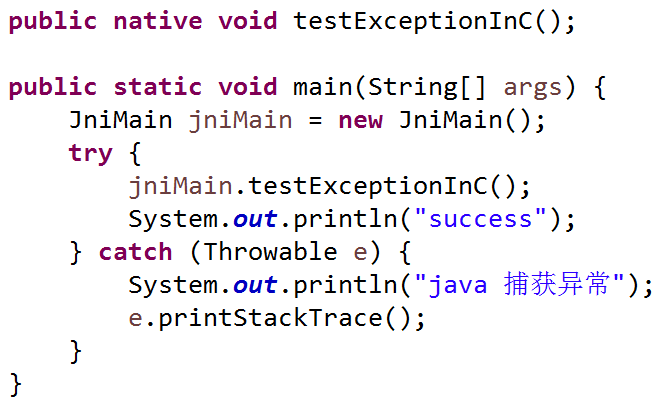 public native void testExceptionInC();
public static void main(String[] args) {
JniMain jniMain = new JniMain();
try {
jniMain.testExceptionInC();
System.out.println("success");
} catch (Throwable e) {
System.out.println("java 捕获异常");
e.printStackTrace();
}
}